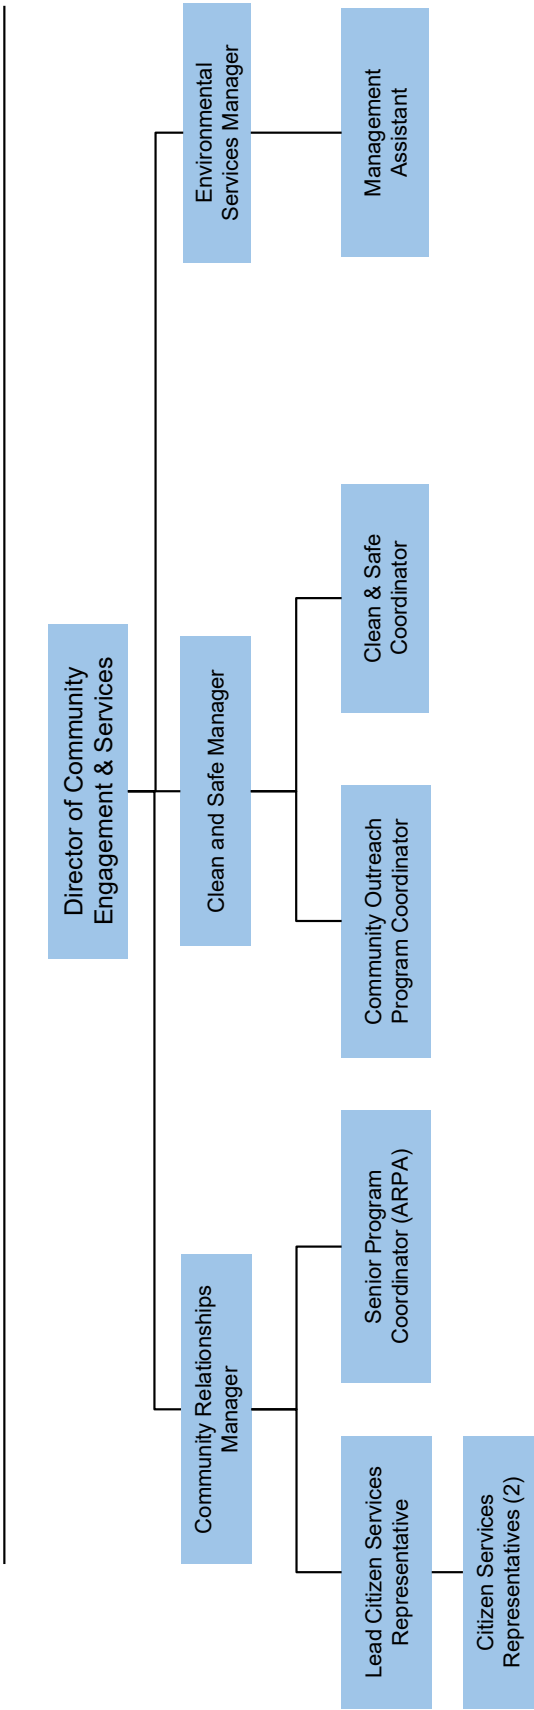 Director of Community
Engagement & Services
Community Relationships
Manager
Clean and Safe Manager
Environmental
Services Manager
Lead Citizen Services
Representative
Senior Program
Coordinator (ARPA)
Community Outreach
Program Coordinator
Clean & Safe
Coordinator
Management
Assistant
Citizen Services
Representatives (2)